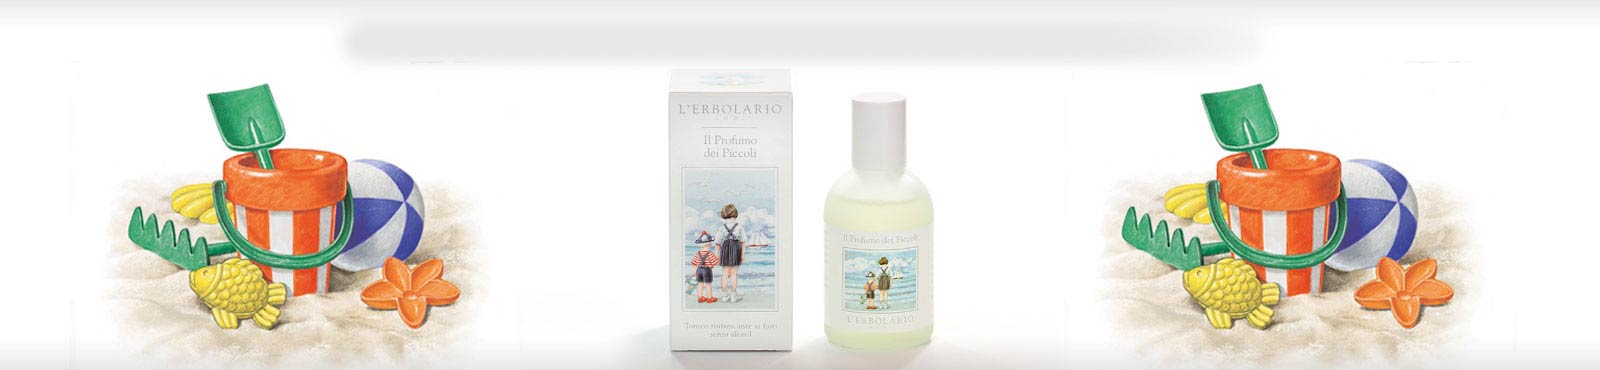 L'ERBOLARIO
LODI
Il Profumo
dei Piccoli
Tonico rinfrescante ai fiori
senza alcool
Il Profumo dei Piccoli
L'ERBOLARIO